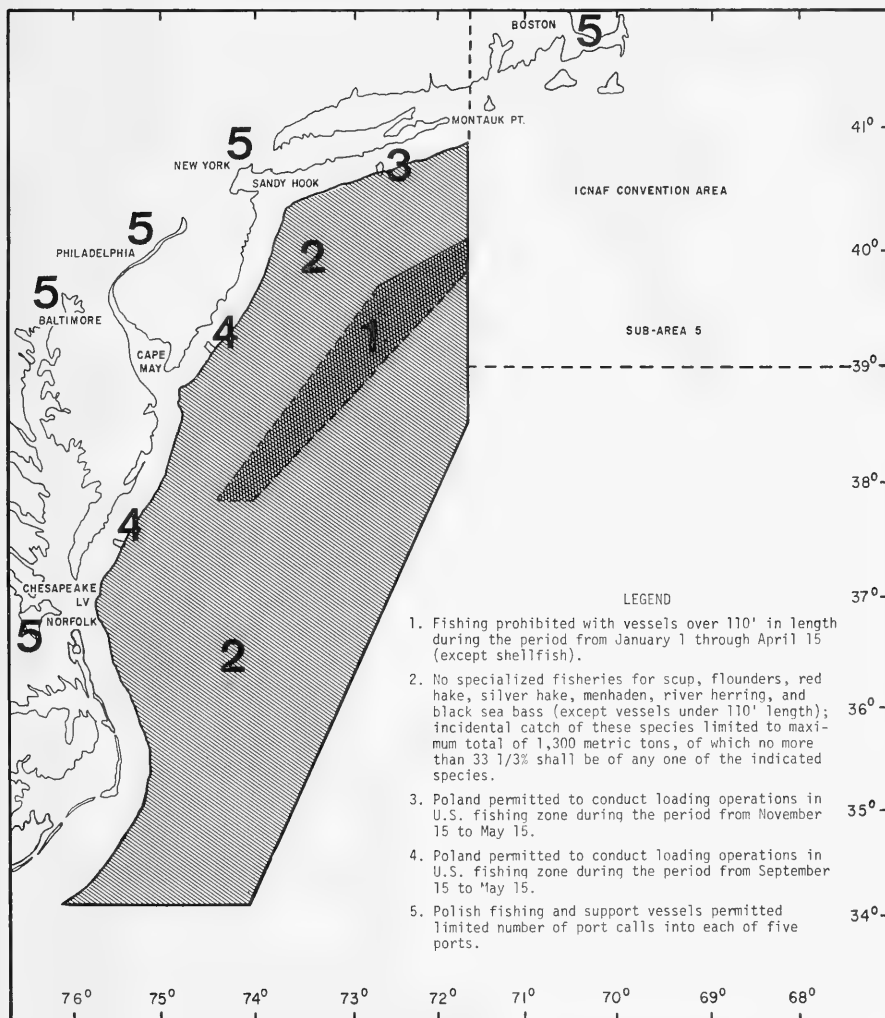 BOSTON
5
MONTAUK PT.
41°
5
NEW YORK
SANDY HOOK
3
ICNAF CONVENTION AREA
5
PHILADELPHIA
2
40°
5
BALTIMORE
4
1
SUB-AREA 5
CAPE
MAY
39°
38°
4
CHESAPEAKE
LV
NORFOLK
5
2
37°
36°
35°
34°
LEGEND
1. Fishing prohibited with vessels over 110' in length
during the period from January 1 through April 15
(except shellfish).
2. No specialized fisheries for scup, flounders, red
hake, silver hake, menhaden, river herring, and
black sea bass (except vessels under 110' length);
incidental catch of these species limited to maxi-
mum total of 1,300 metric tons, of which no more
than 33 1/3% shall be of any one of the indicated
species.
3. Poland permitted to conduct loading operations in
U.S. fishing zone during the period from November
15 to May 15.
4. Poland permitted to conduct loading operations in
U.S. fishing zone during the period from September
15 to May 15.
5. Polish fishing and support vessels permitted
limited number of port calls into each of five
ports.
76° 75° 74° 73° 72° 71° 70° 69° 68°